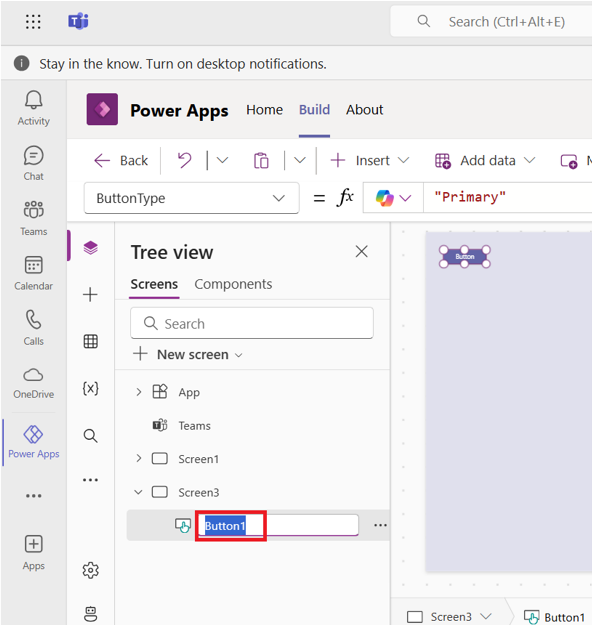 Search (Ctrl+Alt+E)
Stay in the know. Turn on desktop notifications.
Activity
Chat
Teams
Calendar
Calls
OneDrive
Power Apps
Apps
Power Apps Home Build About
Back Insert Add data
ButtonType = fx "Primary"
Tree view
Screens Components
Search
New screen
App
Teams
Screen1
Screen3
Button1
Button
Screen3 Button1